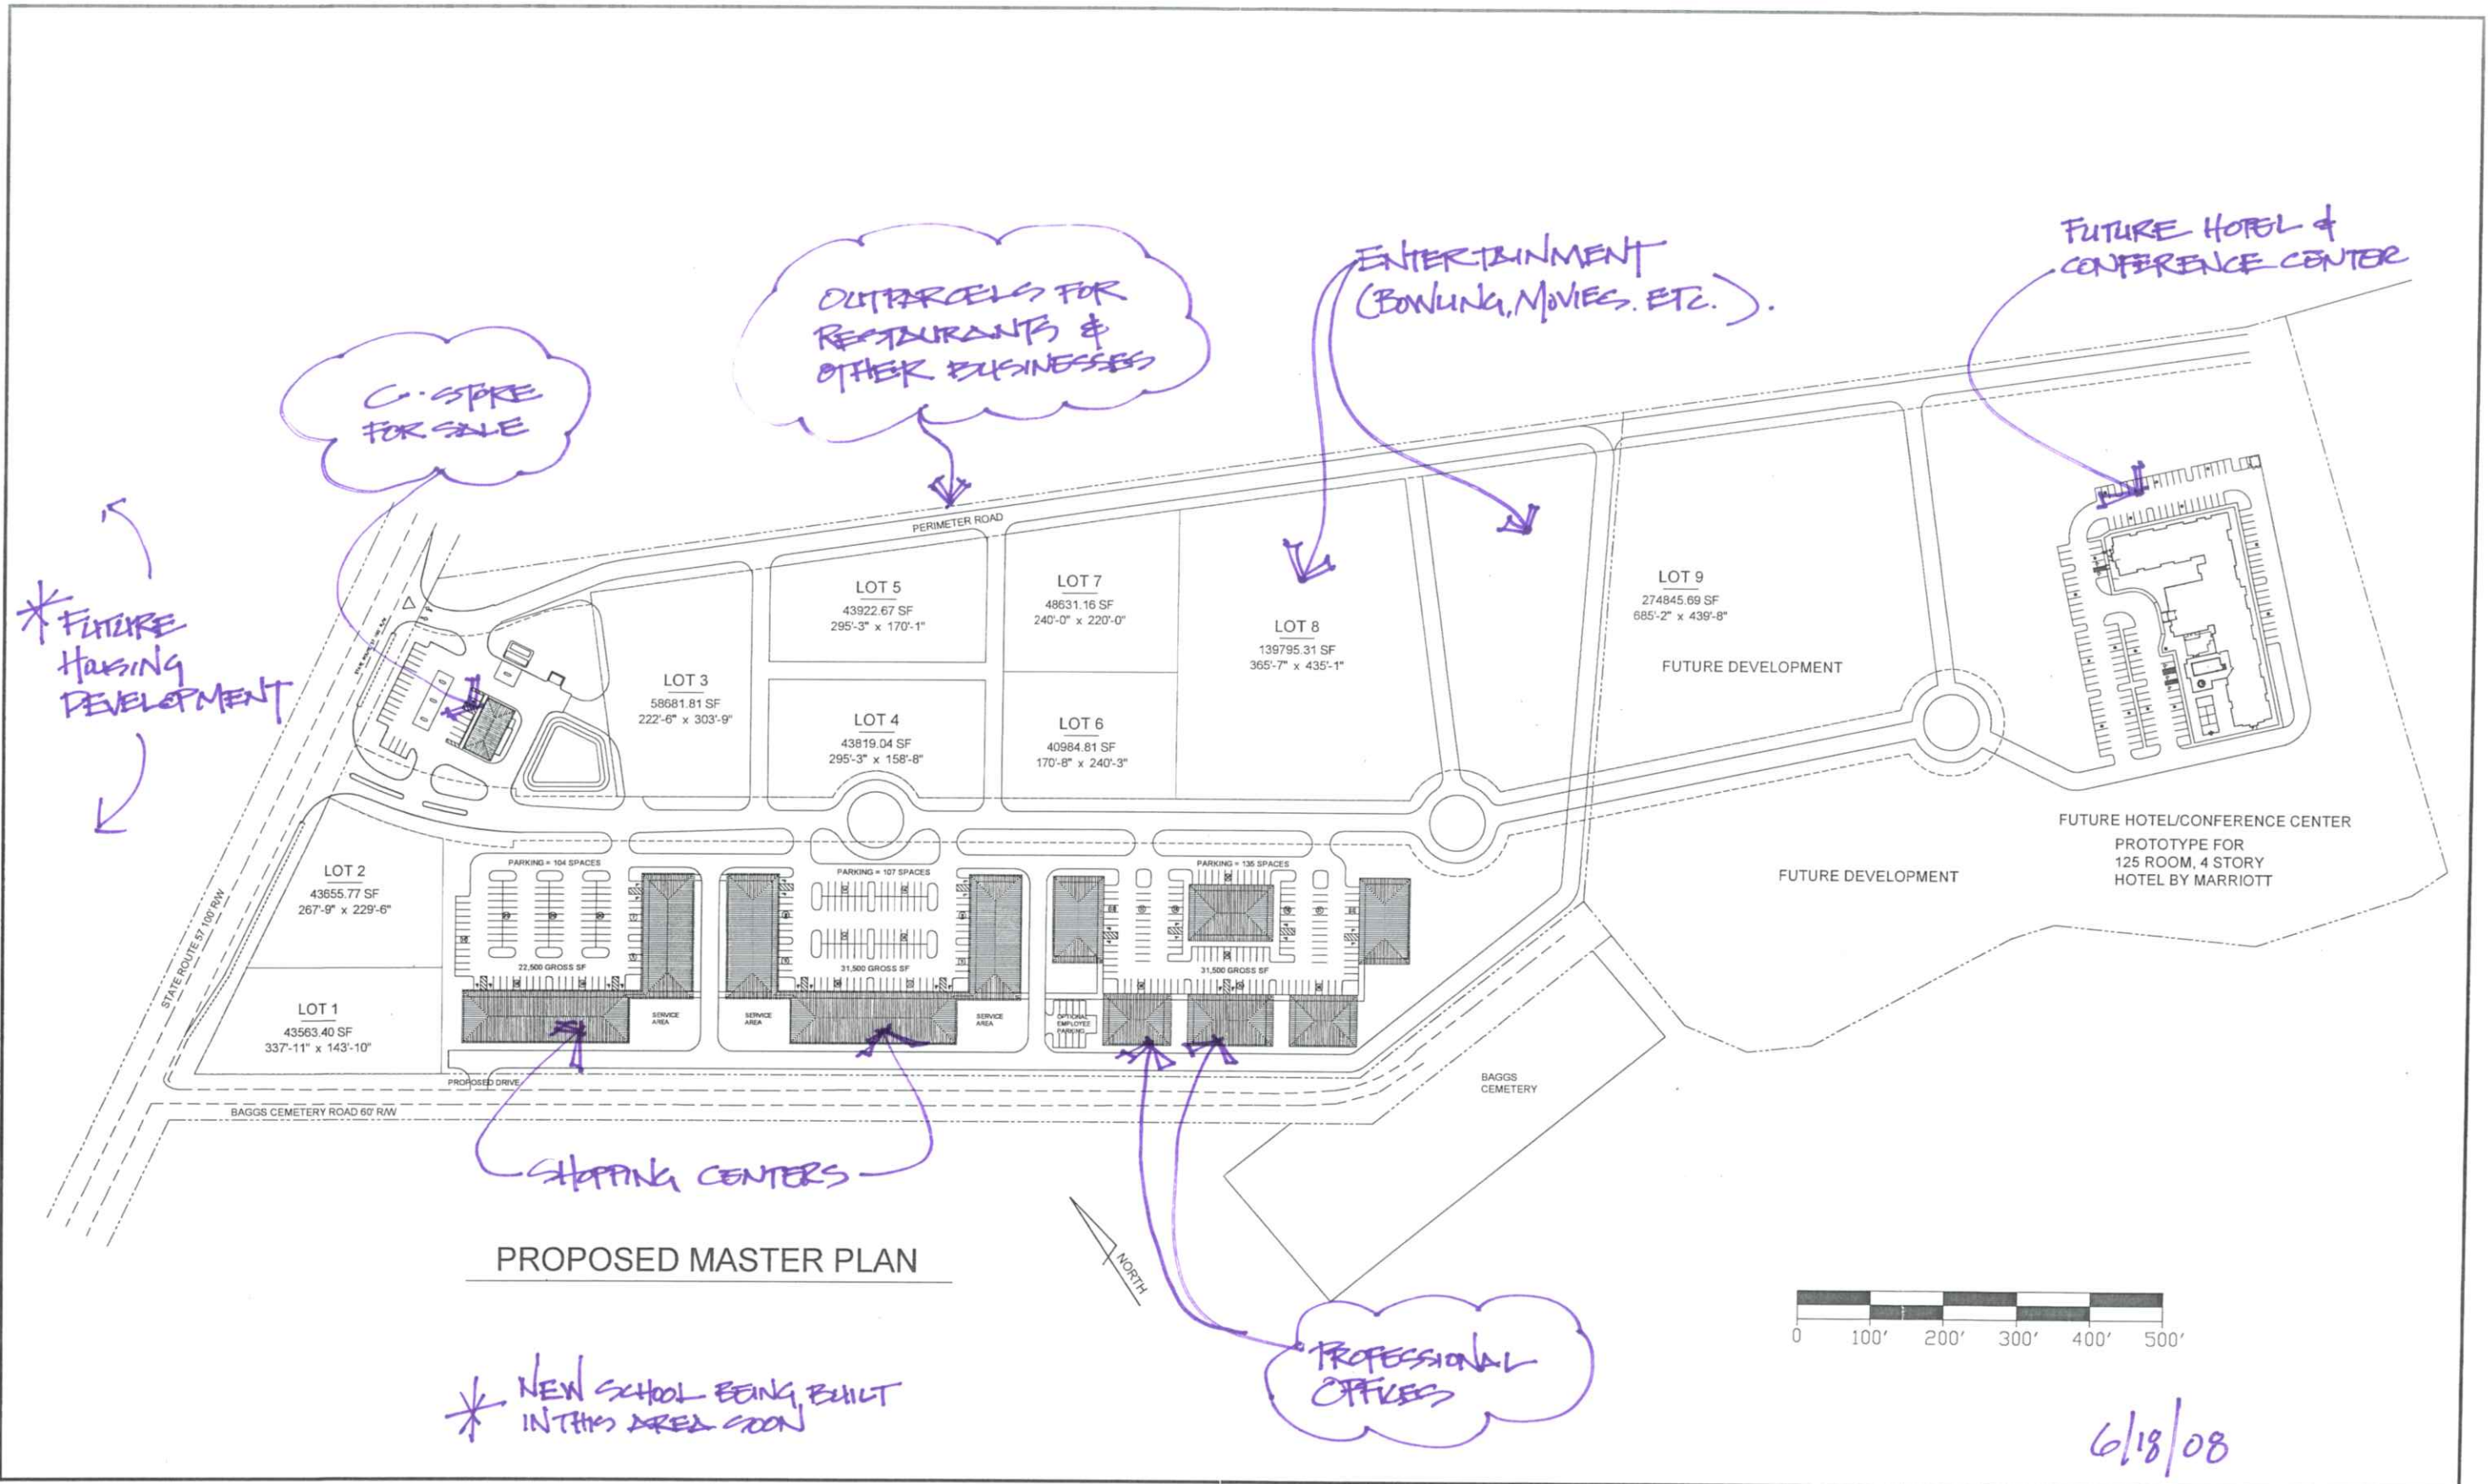 FUTURE HOTEL &
CONFERENCE CENTER
ENTERTAINMENT
(BOWLING, MOVIES. ETC.).
OUTPARCELS FOR
RESTAURANTS &
OTHER BUSINESSES
C-STORE
FOR SALE
* FUTURE
HOUSING
DEVELOPMENT
PERIMETER ROAD
LOT 5
43922.67 SF
295'-3" x 170'-1"
LOT 7
48631.16 SF
240'-0" x 220'-0"
LOT 8
139795.31 SF
365'-7" x 435'-1"
LOT 9
274845.69 SF
685'-2" x 439'-8"
FUTURE DEVELOPMENT
LOT 3
58681.81 SF
222'-6" x 303'-9"
LOT 4
43819.04 SF
295'-3" x 158'-8"
LOT 6
40984.81 SF
170'-8" x 240'-3"
FUTURE HOTEL/CONFERENCE CENTER
PROTOTYPE FOR
125 ROOM, 4 STORY
HOTEL BY MARRIOTT
FUTURE DEVELOPMENT
LOT 2
43655.77 SF
267'-9" x 229'-6"
PARKING = 104 SPACES
22,500 GROSS SF
PARKING = 107 SPACES
31,500 GROSS SF
PARKING = 135 SPACES
31,500 GROSS SF
STATE ROUTE 57 100' R/W
LOT 1
43563.40 SF
337'-11" x 143'-10"
SERVICE
AREA
SERVICE
AREA
SERVICE
AREA
OPTIONAL
EMPLOYEE
PARKING
PROPOSED DRIVE
BAGGS CEMETERY ROAD 60' R/W
BAGGS
CEMETERY
SHOPPING CENTERS
PROPOSED MASTER PLAN
NORTH
0 100' 200' 300' 400' 500'
PROFESSIONAL
OFFICES
* NEW SCHOOL BEING BUILT
IN THIS AREA SOON
6/18/08